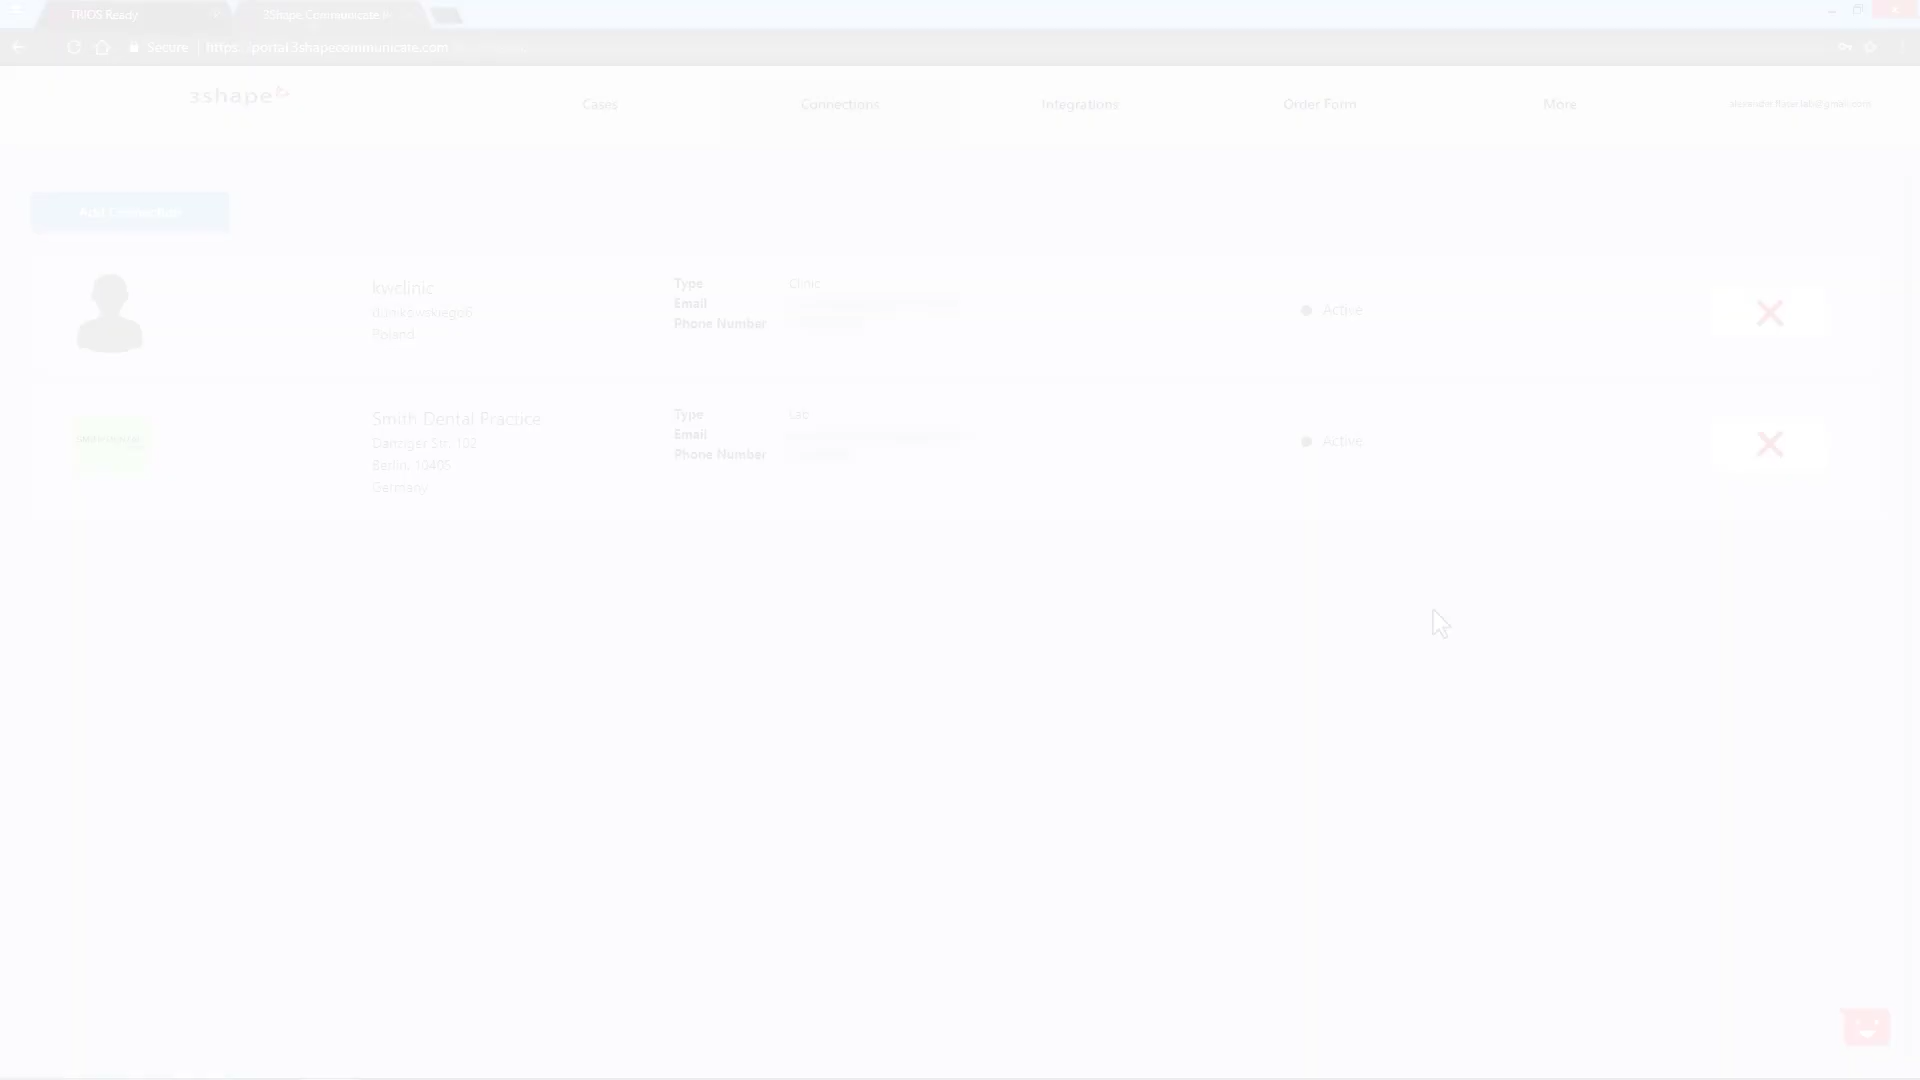 TRIOS Ready
3Shape Communicate
Secure
https://portal.3shapecommunicate.com
3shape
Cases
Connections
Integrations
Order Form
More
Add Connection
kwclinic
Poland
Type Clinic
Email
Phone Number
Active
Smith Dental Practice
Danziger Str. 102
Berlin, 10405
Germany
Type Lab
Email
Phone Number
Active